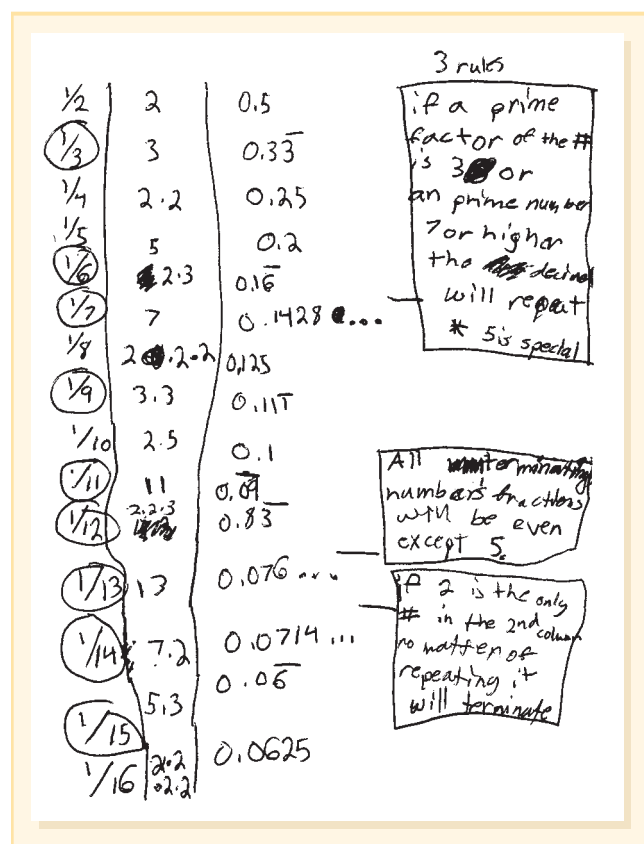 3 rules
1/2 2 0.5
1/3 3 0.33̅
1/4 2·2 0.25
1/5 5 0.2
1/6 2·3 0.16̅
1/7 7 0.1428 ...
1/8 2·2·2 0.125
1/9 3·3 0.111̅
1/10 2·5 0.1
1/11 11 0.0̅9̅
1/12 2·2·3 0.83̅
1/13 13 0.076...
1/14 7·2 0.0714...
1/15 5·3 0.06̅
1/16 2·2·2·2 0.0625
if a prime
factor of the #
is 3 or
an prime number
7 or higher
the decimal
will repeat
* 5 is special
All terminating
numbers fractions
will be even
except 5.
if 2 is the only
# in the 2nd column
no matter of
repeating it
will terminate